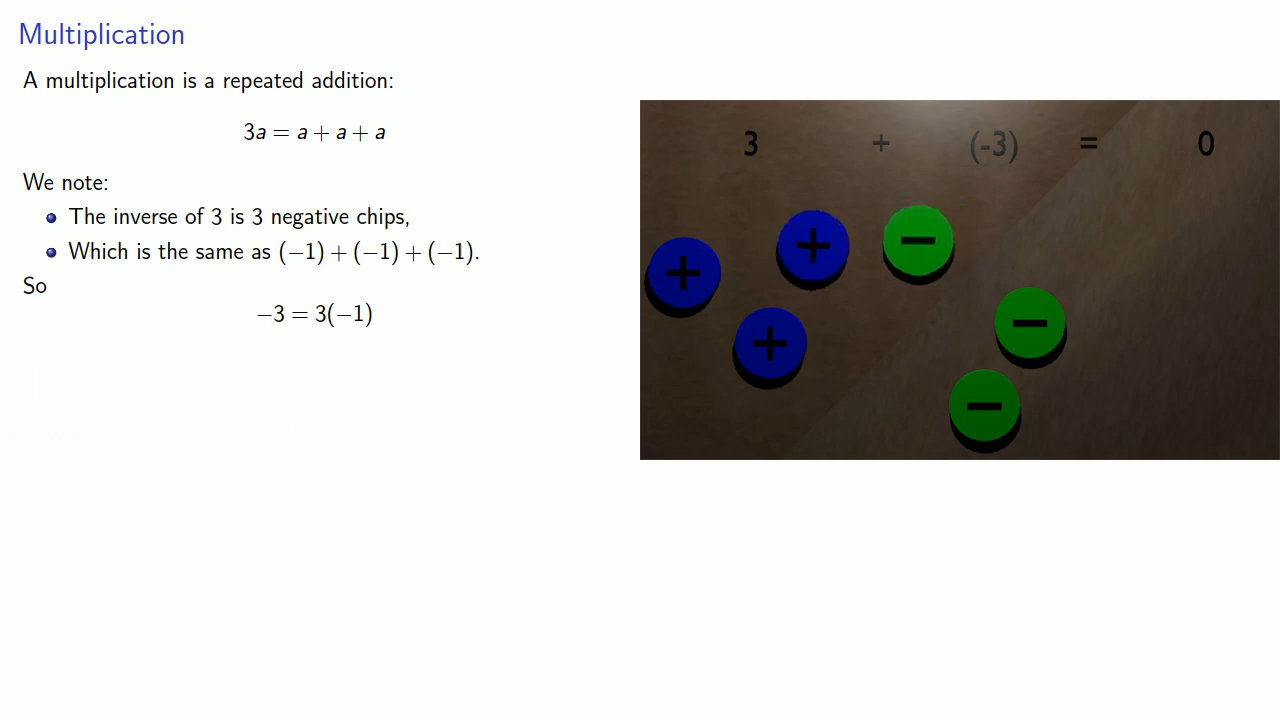 Multiplication
A multiplication is a repeated addition:
3a = a + a + a
We note:
The inverse of 3 is 3 negative chips,
Which is the same as (−1) + (−1) + (−1).
So
−3 = 3(−1)
3 + (-3) = 0
+ + −
+ −
−